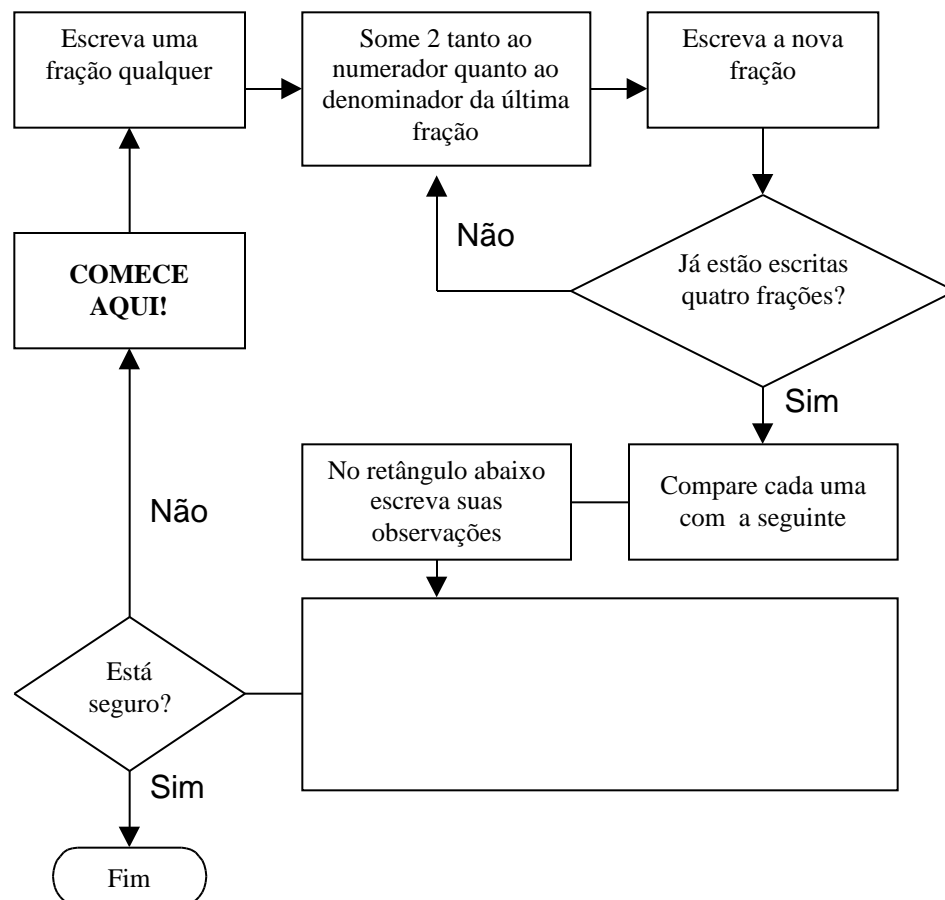 Escreva uma
fração qualquer
Some 2 tanto ao
numerador quanto ao
denominador da última
fração
Escreva a nova
fração
COMECE
AQUI!
Não
Já estão escritas
quatro frações?
Sim
No retângulo abaixo
escreva suas
observações
Compare cada uma
com a seguinte
Não
Está
seguro?
Sim
Fim